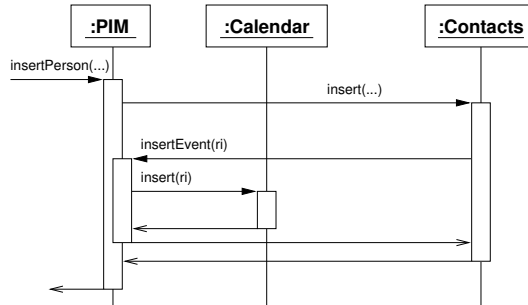 :PIM
:Calendar
:Contacts
insertPerson(...)
insert(...)
insertEvent(ri)
insert(ri)